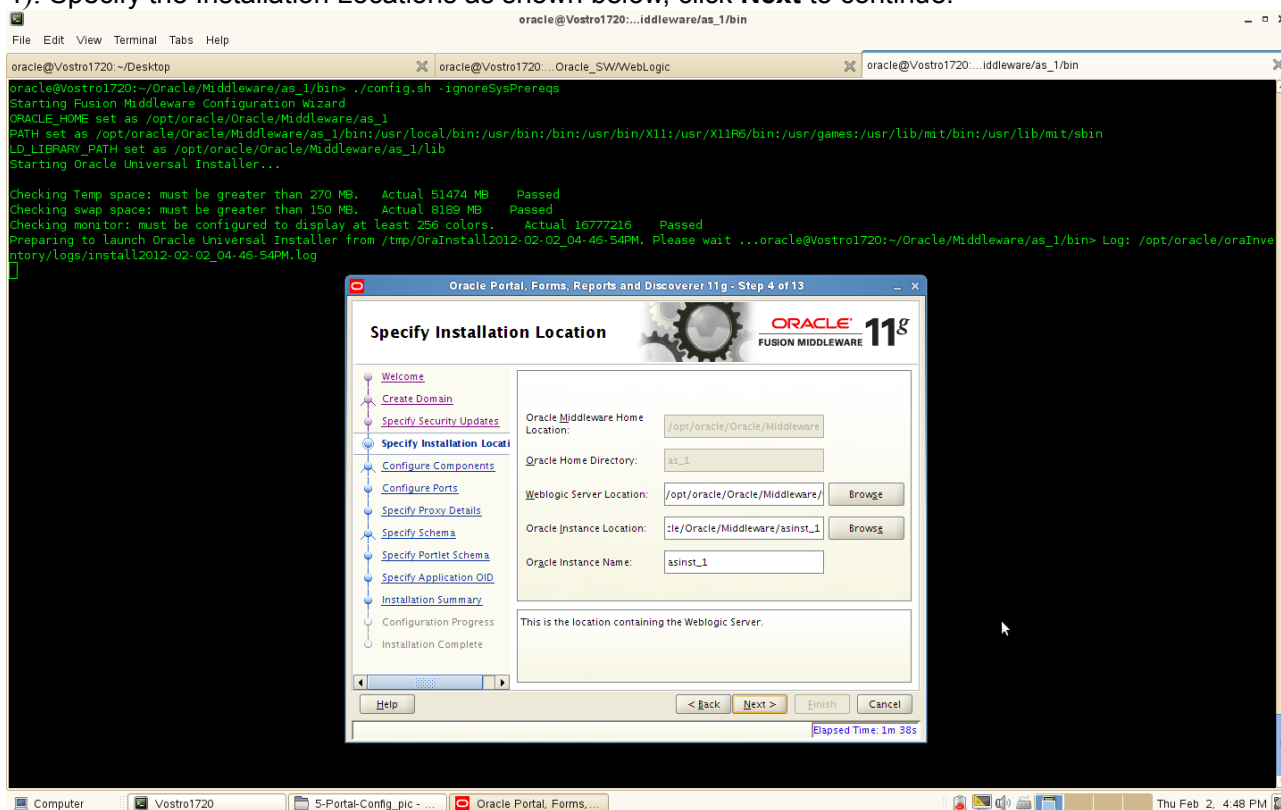 4). Specify the Installation Locations as shown below, click Next to continue.
oracle@Vostro1720:...iddleware/as_1/bin
File Edit View Terminal Tabs Help
oracle@Vostro1720:~/Desktop
oracle@Vostro1720:...Oracle_SW/WebLogic
oracle@Vostro1720:...iddleware/as_1/bin
oracle@Vostro1720:~/Oracle/Middleware/as_1/bin> ./config.sh -ignoreSysPrereqs
Starting Fusion Middleware Configuration Wizard
ORACLE_HOME set as /opt/oracle/Oracle/Middleware/as_1
PATH set as /opt/oracle/Oracle/Middleware/as_1/bin:/usr/local/bin:/usr/bin:/bin:/usr/bin/X11:/usr/X11R6/bin:/usr/games:/usr/lib/mit/bin:/usr/lib/mit/sbin
LD_LIBRARY_PATH set as /opt/oracle/Oracle/Middleware/as_1/lib
Starting Oracle Universal Installer...
Checking Temp space: must be greater than 270 MB. Actual 51474 MB Passed
Checking swap space: must be greater than 150 MB. Actual 8189 MB Passed
Checking monitor: must be configured to display at least 256 colors. Actual 16777216 Passed
Preparing to launch Oracle Universal Installer from /tmp/OraInstall2012-02-02_04-46-54PM. Please wait ...oracle@Vostro1720:~/Oracle/Middleware/as_1/bin> Log: /opt/oracle/oraInve
ntory/logs/install2012-02-02_04-46-54PM.log
Oracle Portal, Forms, Reports and Discoverer 11g - Step 4 of 13
Specify Installation Location
ORACLE
FUSION MIDDLEWARE
11g
Welcome
Create Domain
Specify Security Updates
Specify Installation Locati
Configure Components
Configure Ports
Specify Proxy Details
Specify Schema
Specify Portlet Schema
Specify Application OID
Installation Summary
Configuration Progress
Installation Complete
Oracle Middleware Home Location:
/opt/oracle/Oracle/Middleware
Oracle Home Directory:
as_1
Weblogic Server Location:
/opt/oracle/Oracle/Middleware/
Browse
Oracle Instance Location:
cle/Oracle/Middleware/asinst_1
Browse
Oracle Instance Name:
asinst_1
This is the location containing the Weblogic Server.
Help
< Back
Next >
Finish
Cancel
Elapsed Time: 1m 38s
Computer
Vostro1720
5-Portal-Config_pic - ...
Oracle Portal, Forms,...
Thu Feb 2, 4:48 PM